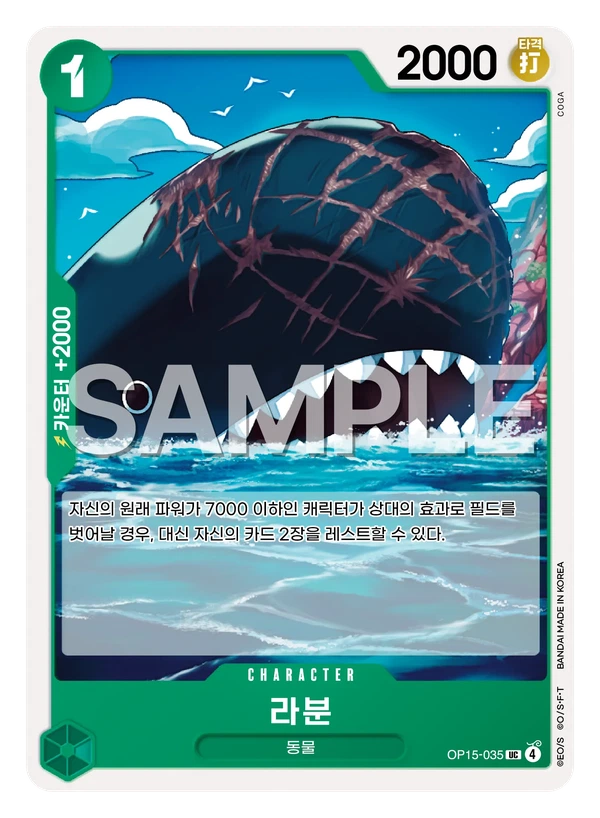 1
2000
타격
打
COGA
카운터 +2000
SAMPLE
자신의 원래 파워가 7000 이하인 캐릭터가 상대의 효과로 필드를
벗어날 경우, 대신 자신의 카드 2장을 레스트할 수 있다.
CHARACTER
라분
동물
OP15-035 UC 4
©EO/S ©O/S·F·T BANDAI MADE IN KOREA